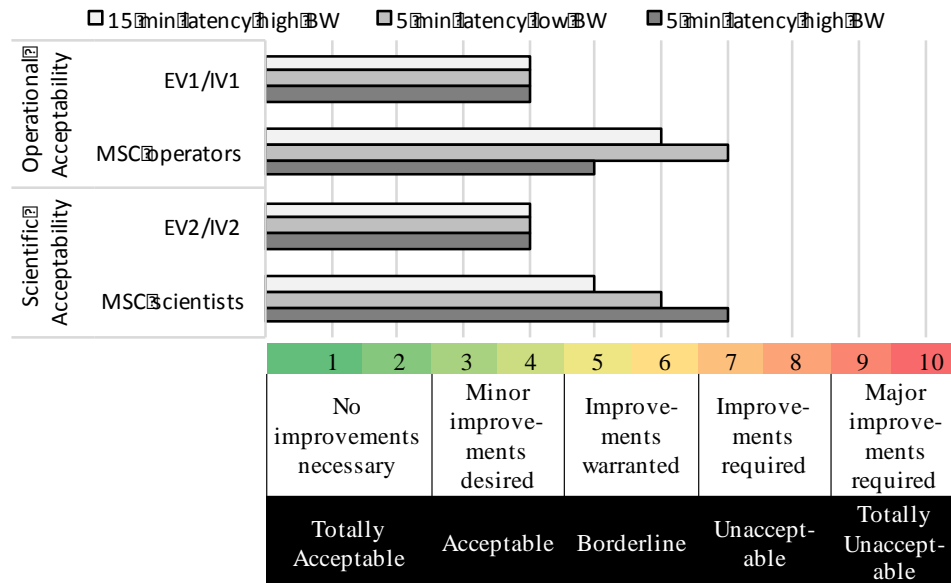 15 min latency high BW 5 min latency low BW 5 min latency high BW
Operational
Acceptability
EV1/IV1
MSC operators
Scientific
Acceptability
EV2/IV2
MSC scientists
1 2 3 4 5 6 7 8 9 10
No
improvements
necessary
Minor
improve-
ments
desired
Improve-
ments
warranted
Improve-
ments
required
Major
improve-
ments
required
Totally
Acceptable
Acceptable
Borderline
Unaccept-
able
Totally
Unaccept-
able